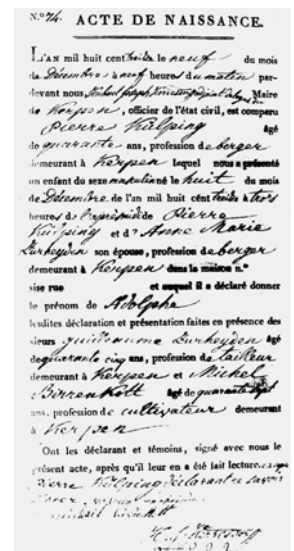 N.º 74. ACTE DE NAISSANCE.
L'AN mil huit cent treize le neuf du mois
de Décembre à neuf heures du matin par-
devant nous Maire
de Kerpen, officier de l'état civil, est comparu
Pierre Külping âgé
de quarante ans, profession de berger
demeurant à Kerpen lequel nous a présenté
un enfant du sexe masculin né le huit du mois
de Décembre de l'an mil huit cent treize à trois
heures de l'après midi de Pierre
Külping et de Anne Marie
Zurheyden son épouse, profession de berger
demeurant à Kerpen dans la maison n.º
sise rue et auquel il a déclaré donner
le prénom de Adolphe
lesdites déclaration et présentation faites en présence des
sieurs guillaume Zurheyden âgé
de quarante cinq ans, profession de tailleur
demeurant à Kerpen et Michel
Birrenkott âgé de quarante sept
ans, profession de cultivateur demeurant
à Kerpen
Ont les déclarant et témoins, signé avec nous le
présent acte, après qu'il leur en a été fait lecture
Pierre Külping déclarant ne savoir